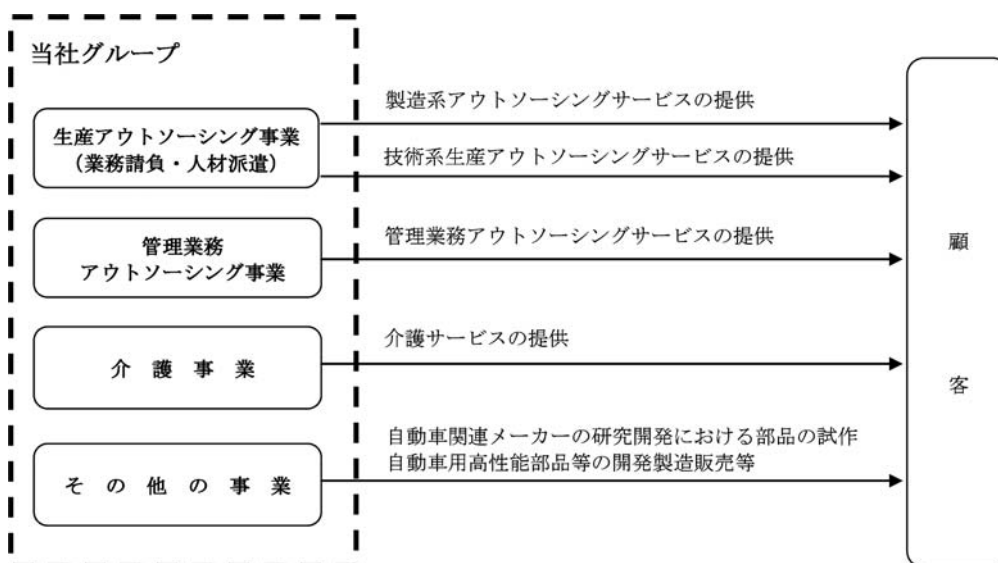 当社グループ
生産アウトソーシング事業
（業務請負・人材派遣）
製造系アウトソーシングサービスの提供
技術系生産アウトソーシングサービスの提供
管理業務
アウトソーシング事業
管理業務アウトソーシングサービスの提供
介 護 事 業
介護サービスの提供
そ の 他 の 事 業
自動車関連メーカーの研究開発における部品の試作
自動車用高性能部品等の開発製造販売等
顧
客